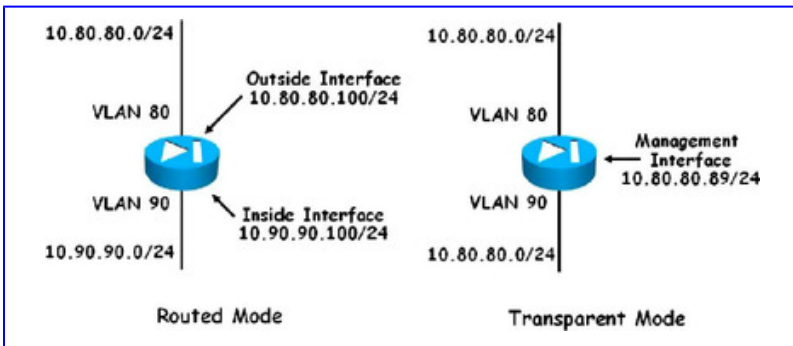 10.80.80.0/24
Outside Interface
10.80.80.100/24
VLAN 80
VLAN 90
Inside Interface
10.90.90.100/24
10.90.90.0/24
Routed Mode
10.80.80.0/24
VLAN 80
Management
Interface
10.80.80.89/24
VLAN 90
10.80.80.0/24
Transparent Mode